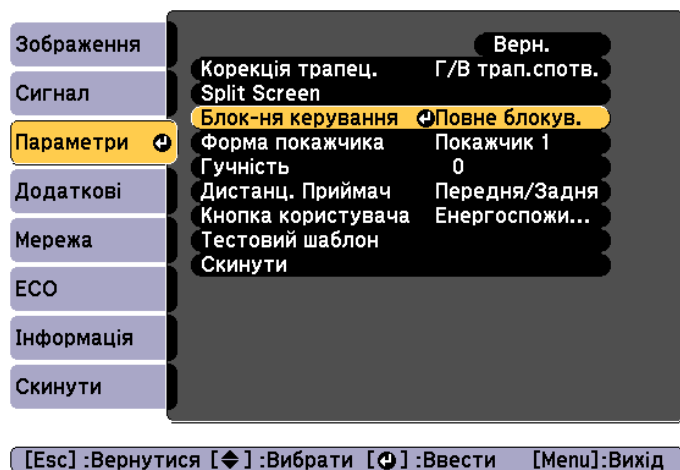 Зображення
Сигнал
Параметри
Додаткові
Мережа
ECO
Інформація
Скинути
Верн.
Корекція трапец. Г/В трап.спотв.
Split Screen
Блок-ня керування Повне блокув.
Форма покажчика Покажчик 1
Гучність 0
Дистанц. Приймач Передня/Задня
Кнопка користувача Енергоспожи...
Тестовий шаблон
Скинути
[Esc] :Вернутися [◆] :Вибрати [⏎] :Ввести [Menu]:Вихід